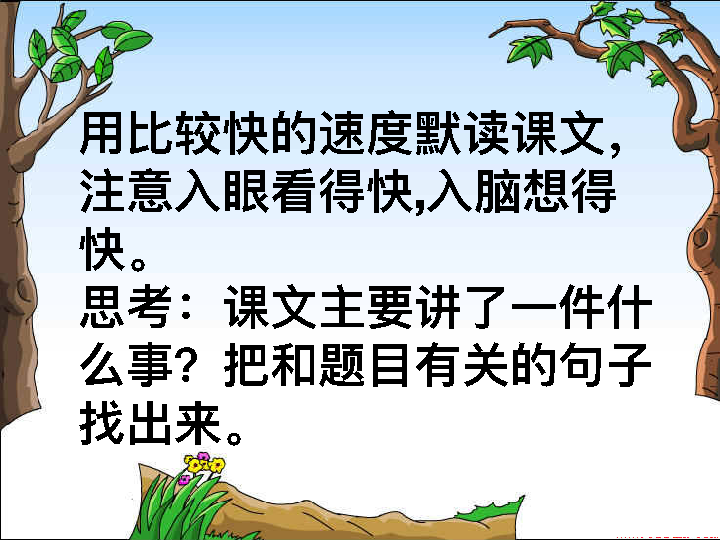 用比较快的速度默读课文，
注意入眼看得快,入脑想得
快。
思考：课文主要讲了一件什
么事？把和题目有关的句子
找出来。